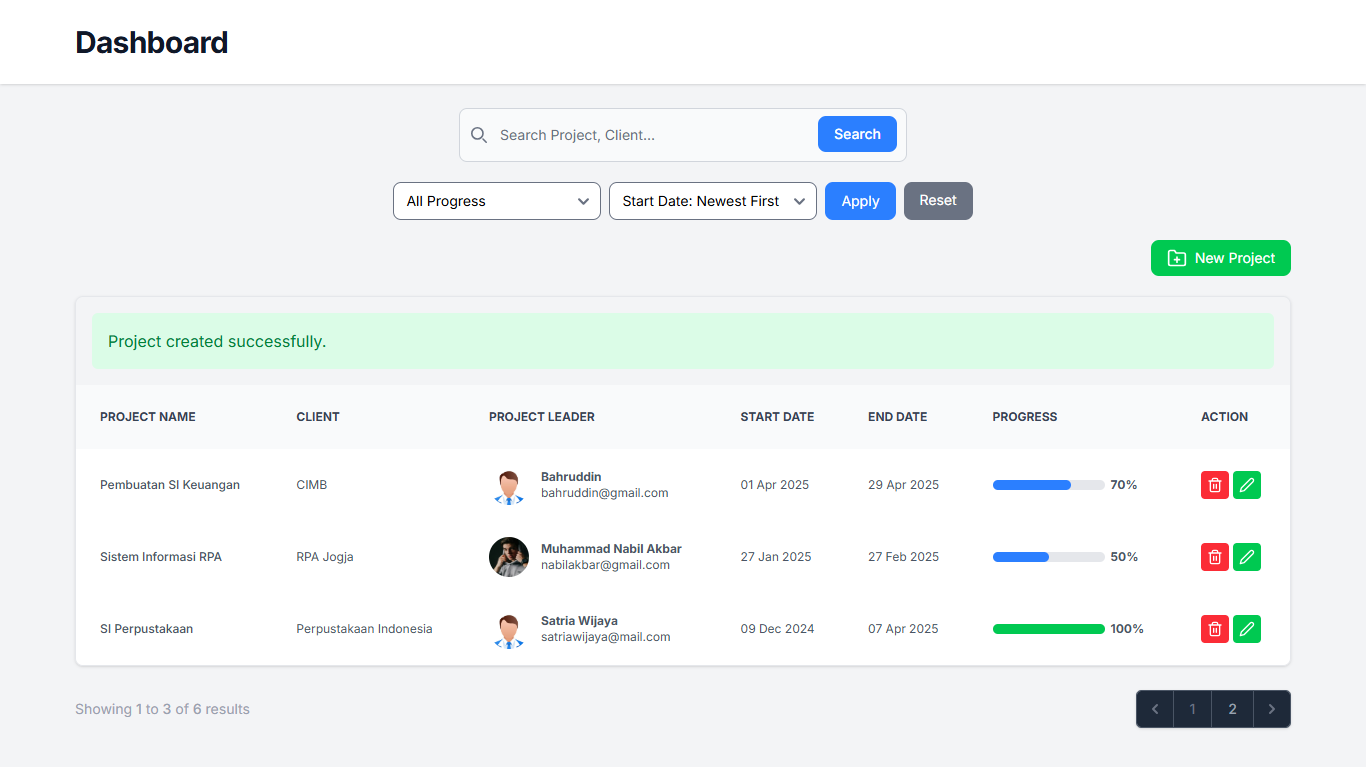 Dashboard
Search Project, Client...
Search
All Progress
Start Date: Newest First
Apply
Reset
New Project
Project created successfully.
PROJECT NAME CLIENT PROJECT LEADER START DATE END DATE PROGRESS ACTION
Pembuatan SI Keuangan CIMB Bahruddin 01 Apr 2025 29 Apr 2025 70%
bahruddin@gmail.com
Sistem Informasi RPA RPA Jogja Muhammad Nabil Akbar 27 Jan 2025 27 Feb 2025 50%
nabilakbar@gmail.com
SI Perpustakaan Perpustakaan Indonesia Satria Wijaya 09 Dec 2024 07 Apr 2025 100%
satriawijaya@mail.com
Showing 1 to 3 of 6 results
1 2